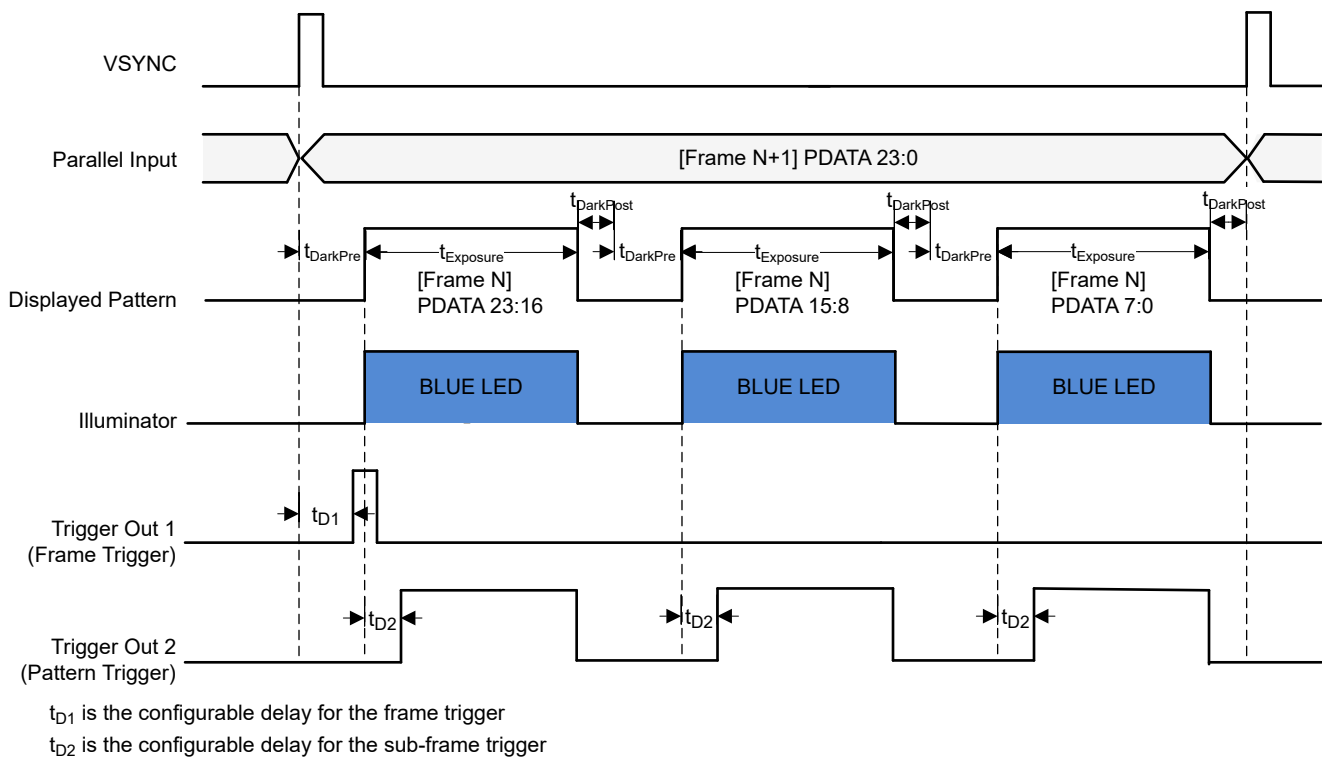 VSYNC
Parallel Input
[Frame N+1] PDATA 23:0
tDarkPost
tDarkPost
tDarkPost
tDarkPre
tExposure
tDarkPre
tExposure
tDarkPre
tExposure
Displayed Pattern
[Frame N]
PDATA 23:16
[Frame N]
PDATA 15:8
[Frame N]
PDATA 7:0
Illuminator
BLUE LED
BLUE LED
BLUE LED
Trigger Out 1
(Frame Trigger)
tD1
Trigger Out 2
(Pattern Trigger)
tD2
tD2
tD2
tD1 is the configurable delay for the frame trigger
tD2 is the configurable delay for the sub-frame trigger